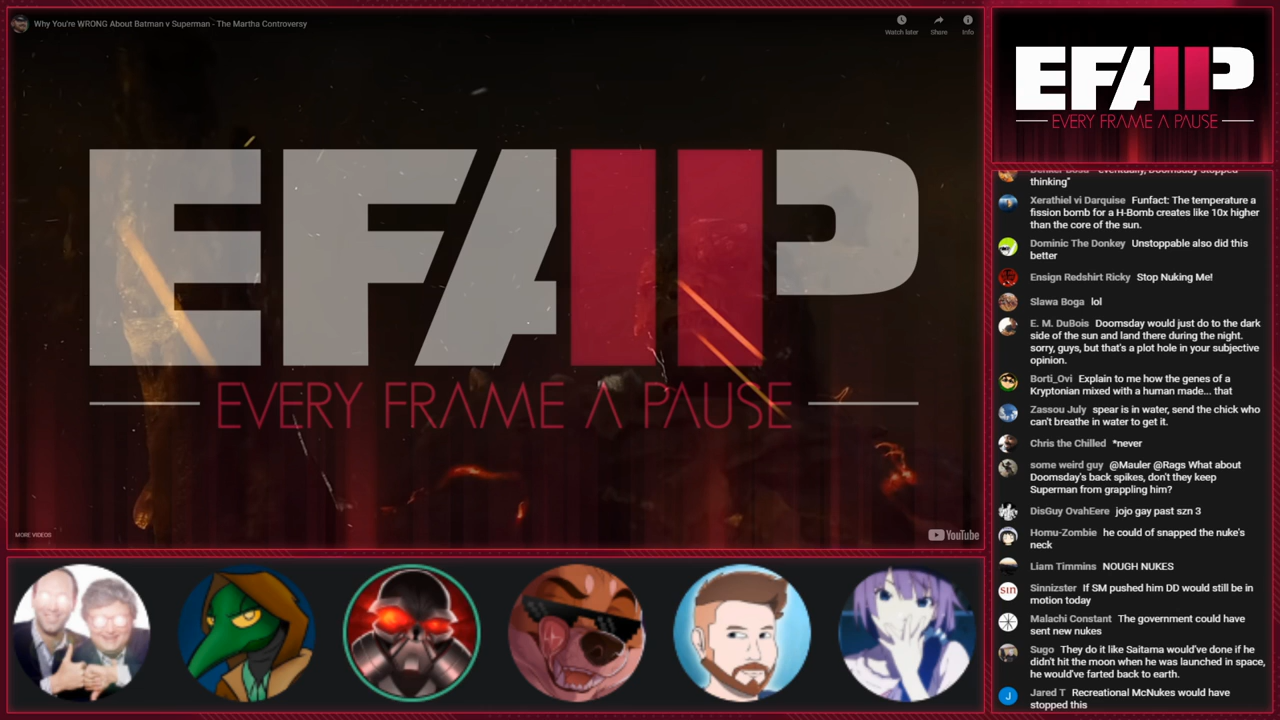 Why You're WRONG About Batman v Superman - The Martha Controversy
Watch later
Share
Info
EFAP
EVERY FRAME A PAUSE
MORE VIDEOS
YouTube
EFAP
EVERY FRAME A PAUSE
thinking"
Xerathiel vi Darquise Funfact: The temperature a
fission bomb for a H-Bomb creates like 10x higher
than the core of the sun.
Dominic The Donkey Unstoppable also did this
better
Ensign Redshirt Ricky Stop Nuking Me!
Slawa Boga lol
E. M. DuBois Doomsday would just do to the dark
side of the sun and land there during the night.
sorry, guys, but that's a plot hole in your subjective
opinion.
Borti_Ovi Explain to me how the genes of a
Kryptonian mixed with a human made... that
Zassou July spear is in water, send the chick who
can't breathe in water to get it.
Chris the Chilled *never
some weird guy @Mauler @Rags What about
Doomsday's back spikes, don't they keep
Superman from grappling him?
DisGuy OvahEere jojo gay past szn 3
Homu-Zombie he could of snapped the nuke's
neck
Liam Timmins NOUGH NUKES
sın
Sinnizster If SM pushed him DD would still be in
motion today
Malachi Constant The government could have
sent new nukes
Sugo They do it like Saitama would've done if he
didn't hit the moon when he was launched in space,
he would've farted back to earth.
J
Jared T Recreational McNukes would have
stopped this